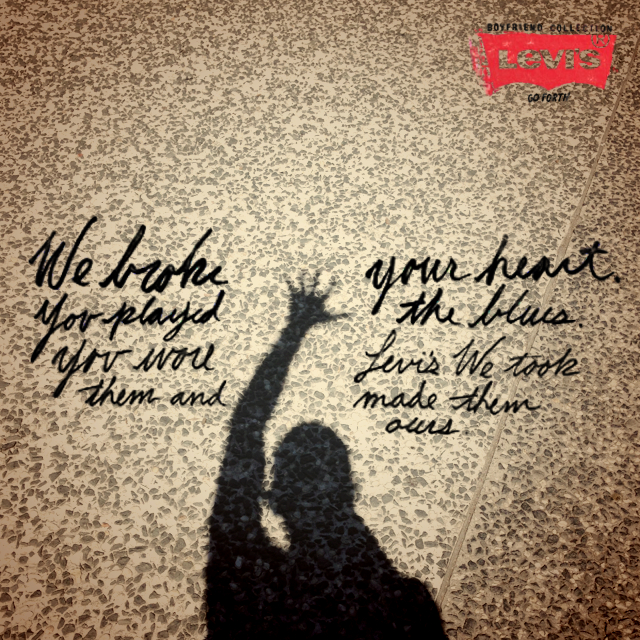 BOYFRIEND COLLECTION
LEVI'S
GO FORTH
We broke your heart.
You played the blues.
You wore Levi's We took
them and made them
ours